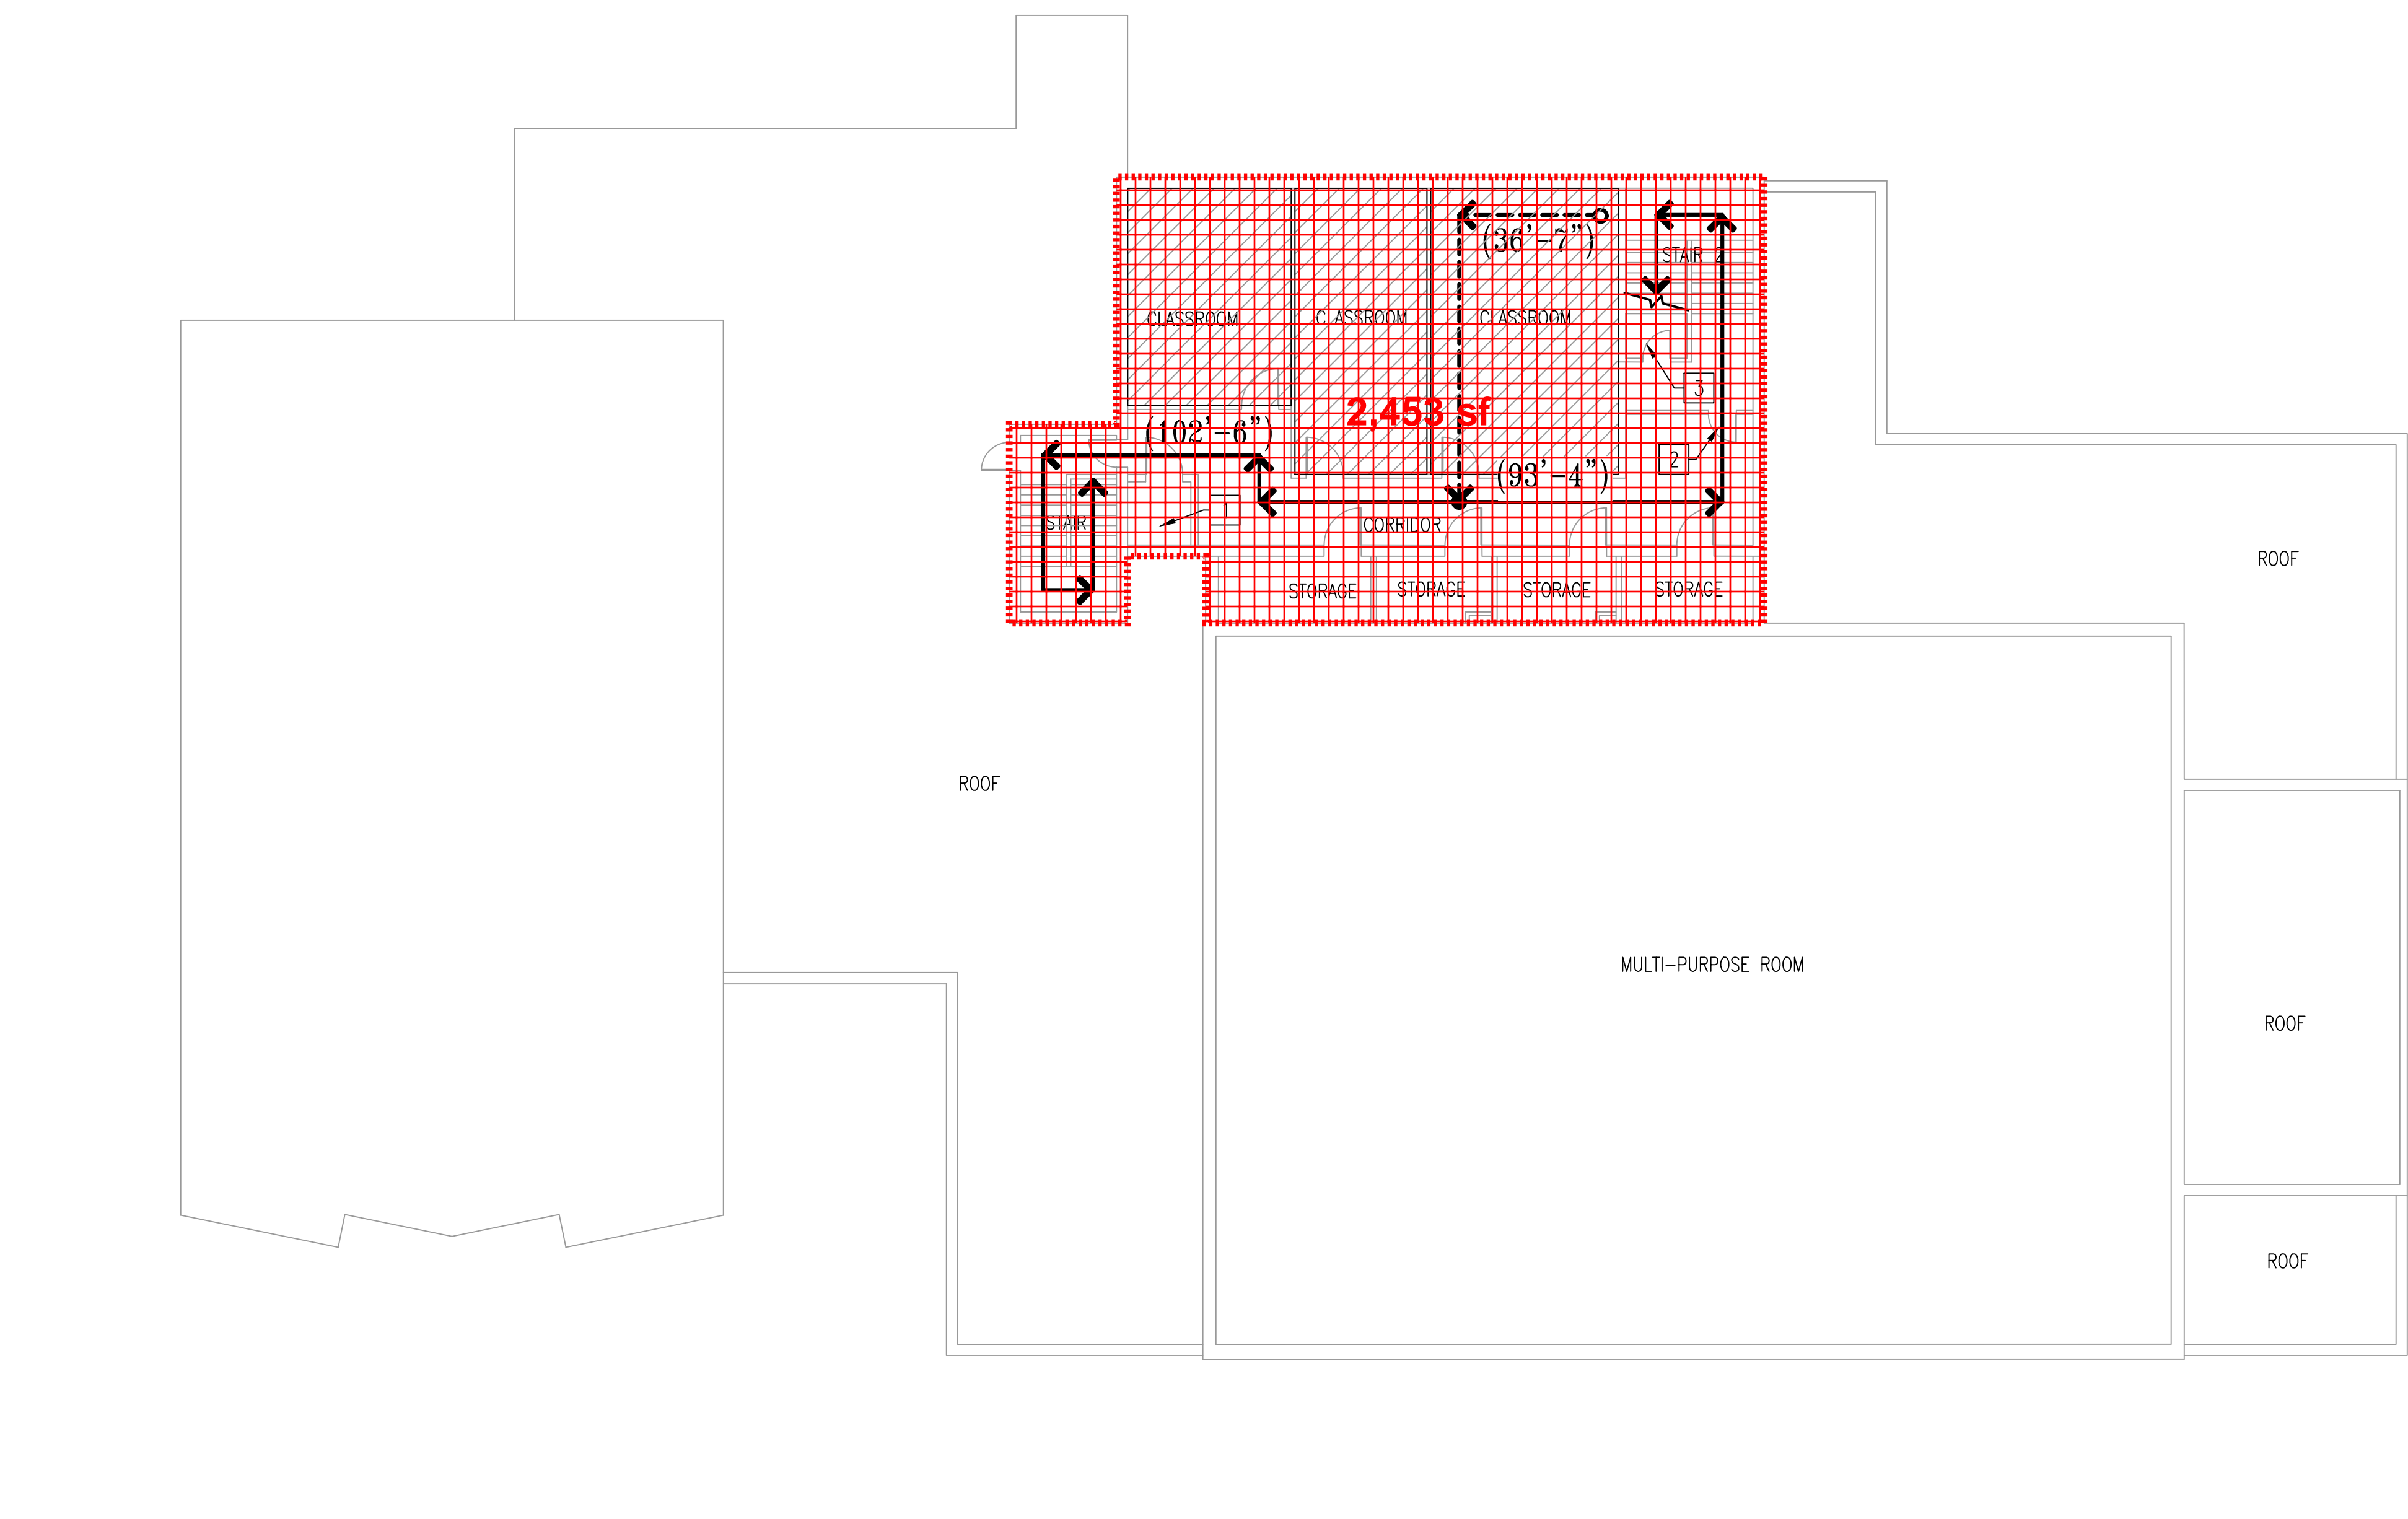 (36'-7")
STAIR 2
CLASSROOM
CLASSROOM
CLASSROOM
3
2,453 sf
(102'-6")
2
(93'-4")
1
STAIR
CORRIDOR
STORAGE
STORAGE
STORAGE
STORAGE
ROOF
ROOF
MULTI-PURPOSE ROOM
ROOF
ROOF